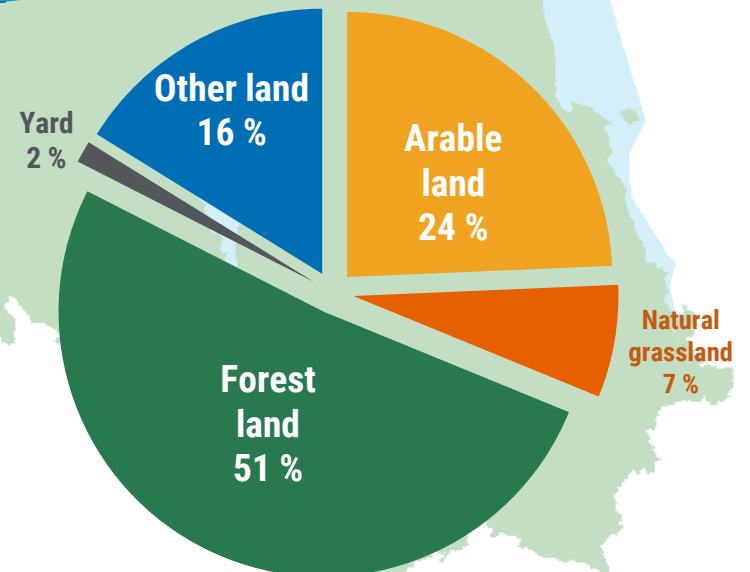 Other land
16 %
Arable
land
24 %
Yard
2 %
Natural
grassland
7 %
Forest
land
51 %